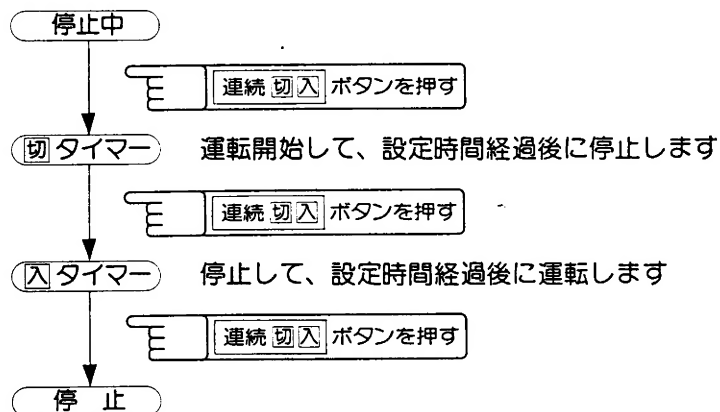 停止中
連続 切 入 ボタンを押す
切 タイマー 運転開始して、設定時間経過後に停止します
連続 切 入 ボタンを押す
入 タイマー 停止して、設定時間経過後に運転します
連続 切 入 ボタンを押す
停 止